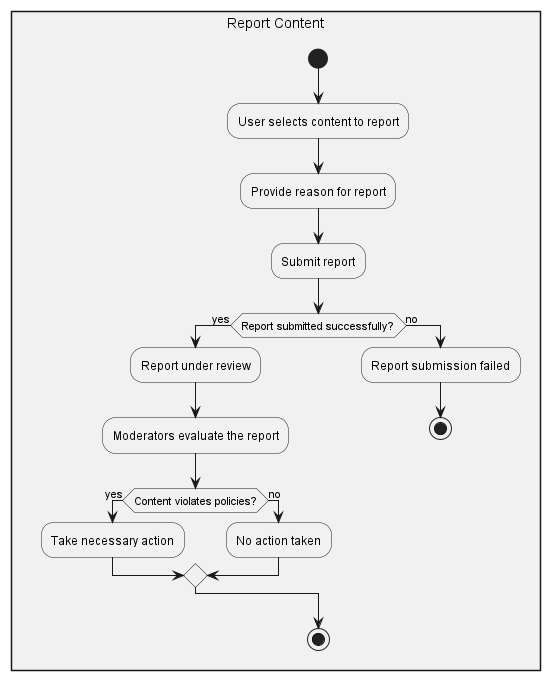 Report Content
User selects content to report
Provide reason for report
Submit report
yes
Report submitted successfully?
no
Report under review
Report submission failed
Moderators evaluate the report
yes
Content violates policies?
no
Take necessary action
No action taken